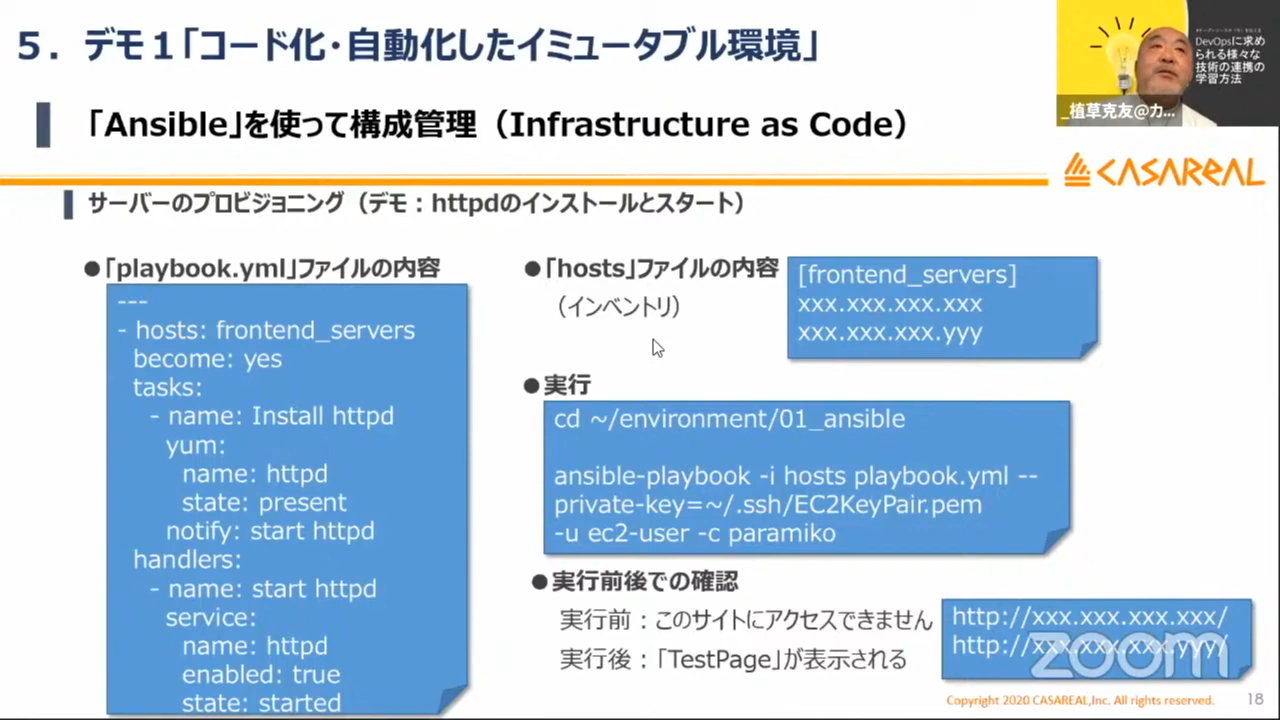 ５．デモ１「コード化・自動化したイミュータブル環境」
「Ansible」を使って構成管理（Infrastructure as Code）
DevOpsに求め
られる様々な
技術の連携の
学習方法
_植草克友@カ...
CASAREAL
サーバーのプロビジョニング（デモ：httpdのインストールとスタート）
●「playbook.yml」ファイルの内容
---
- hosts: frontend_servers
become: yes
tasks:
- name: Install httpd
yum:
name: httpd
state: present
notify: start httpd
handlers:
- name: start httpd
service:
name: httpd
enabled: true
state: started
●「hosts」ファイルの内容
（インベントリ）
[frontend_servers]
xxx.xxx.xxx.xxx
xxx.xxx.xxx.yyy
●実行
cd ~/environment/01_ansible
ansible-playbook -i hosts playbook.yml --
private-key=~/.ssh/EC2KeyPair.pem
-u ec2-user -c paramiko
●実行前後での確認
実行前：このサイトにアクセスできません
実行後：「TestPage」が表示される
http://xxx.xxx.xxx.xxx/
http://xxx.xxx.xxx.yyy/
zoom
Copyright 2020 CASAREAL,Inc. All rights reserved.
18